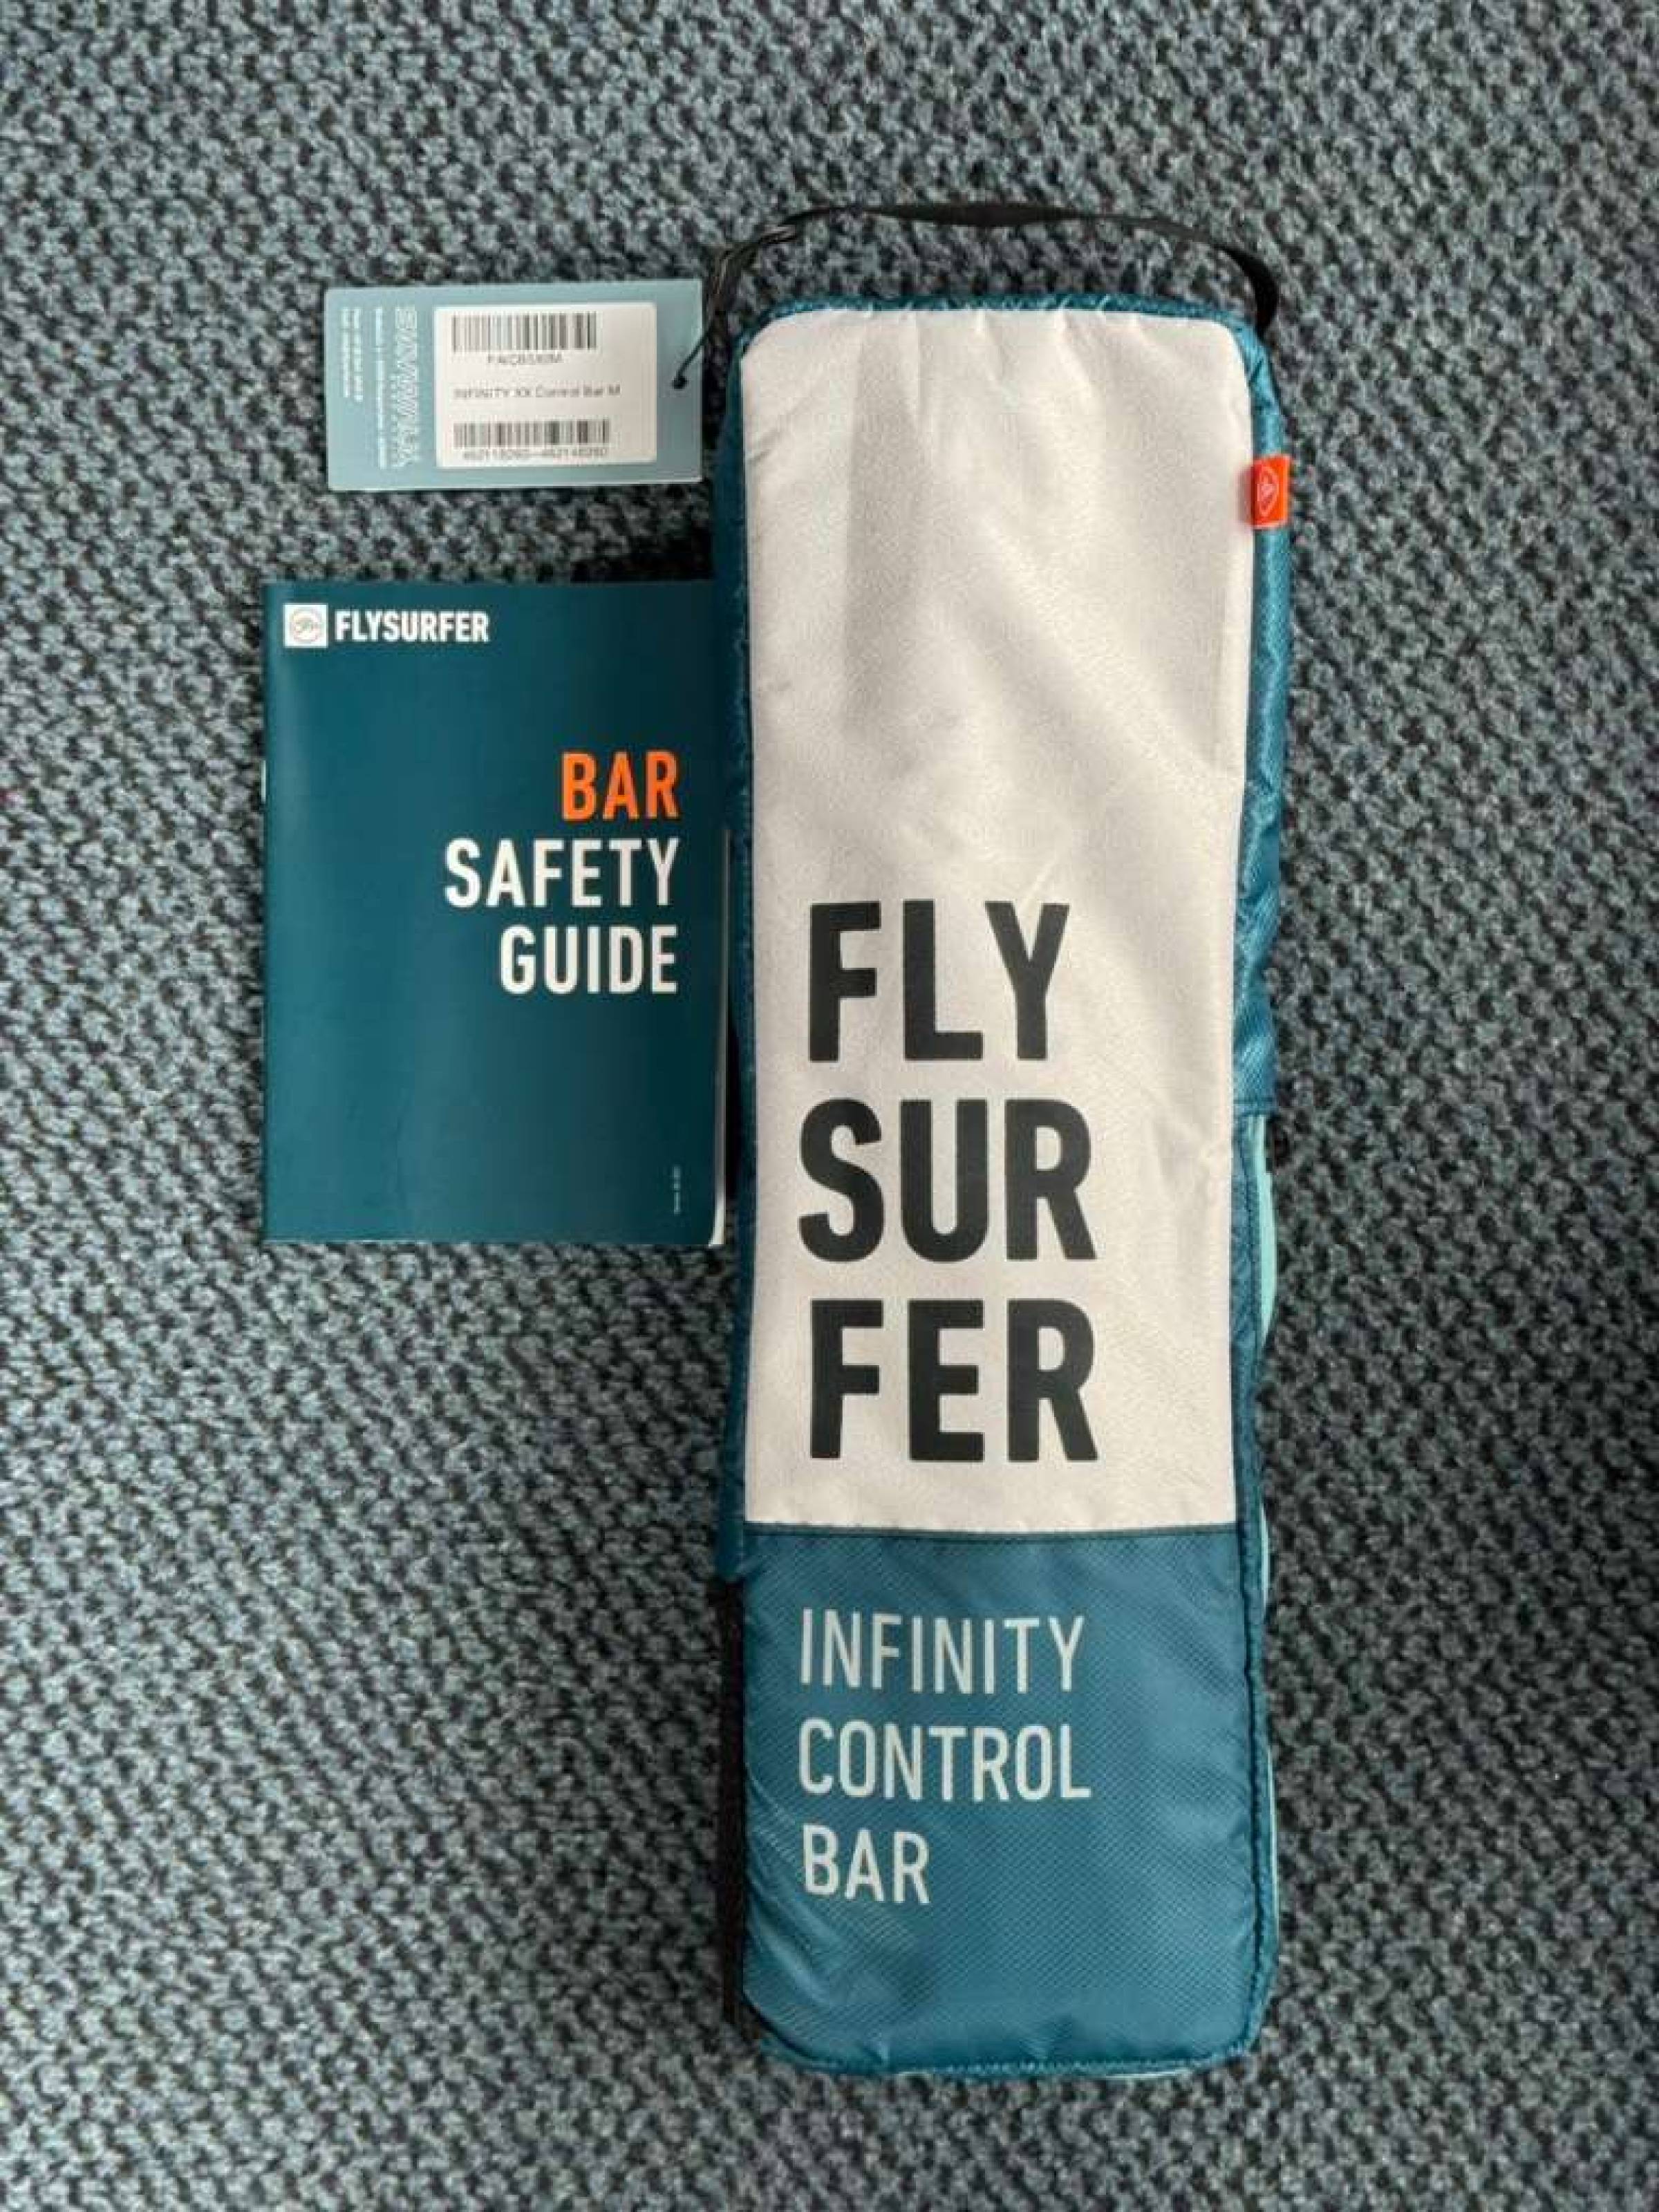 INFINITY XX Control Bar M
FLYSURFER
BAR
SAFETY
GUIDE
FLY
SUR
FER
INFINITY
CONTROL
BAR